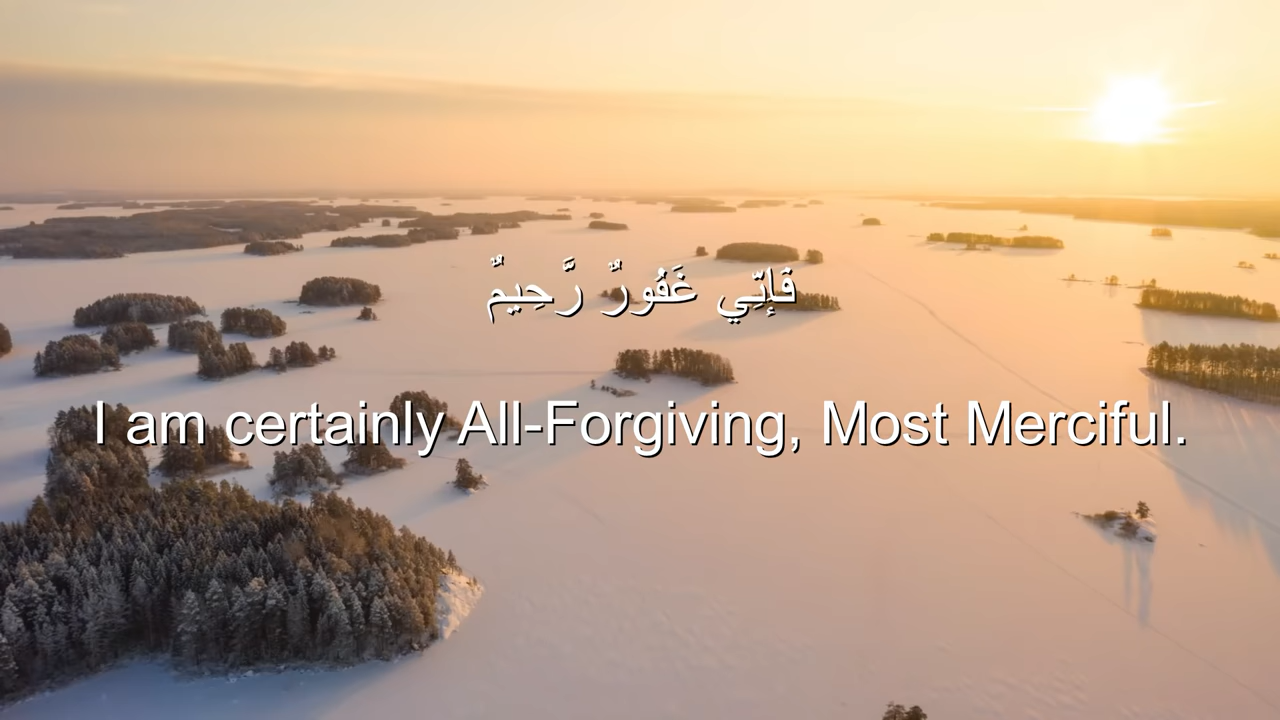 فَإِنِّي غَفُورٌ رَّحِيمٌ
I am certainly All-Forgiving, Most Merciful.